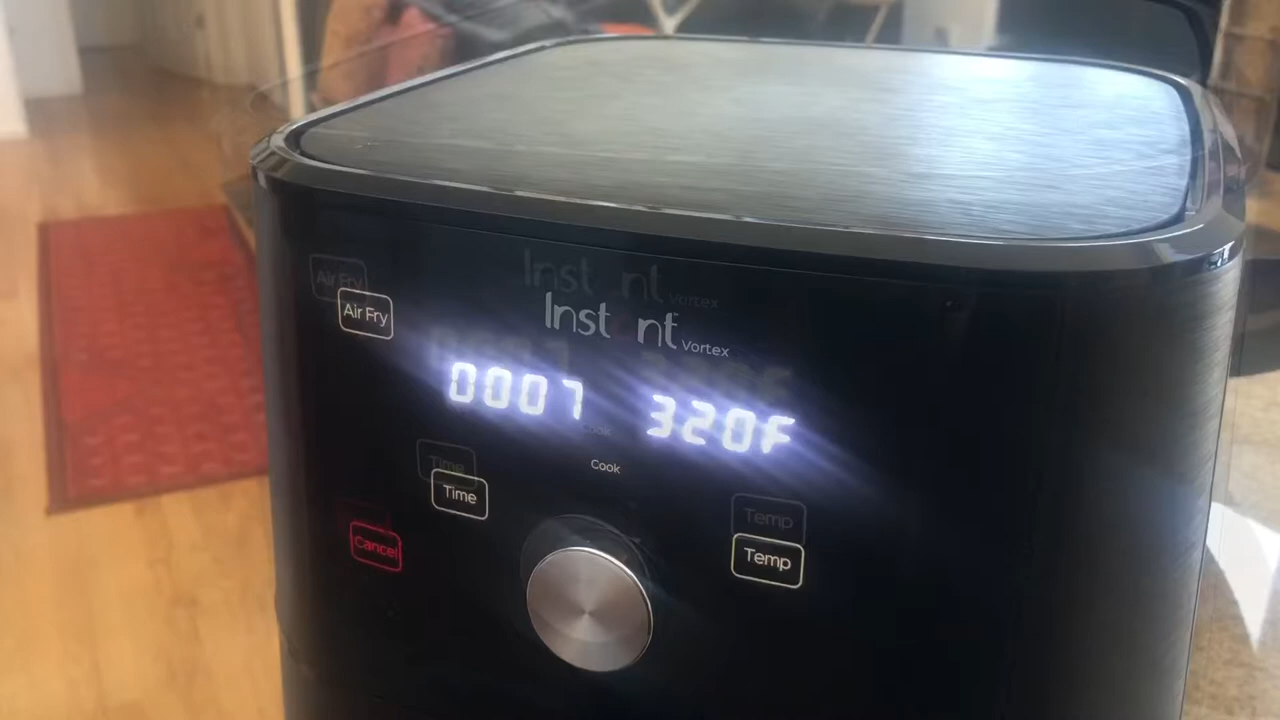 Air Fry
Inst nt Vortex
0007 320F
Cook
Time
Cancel
Temp